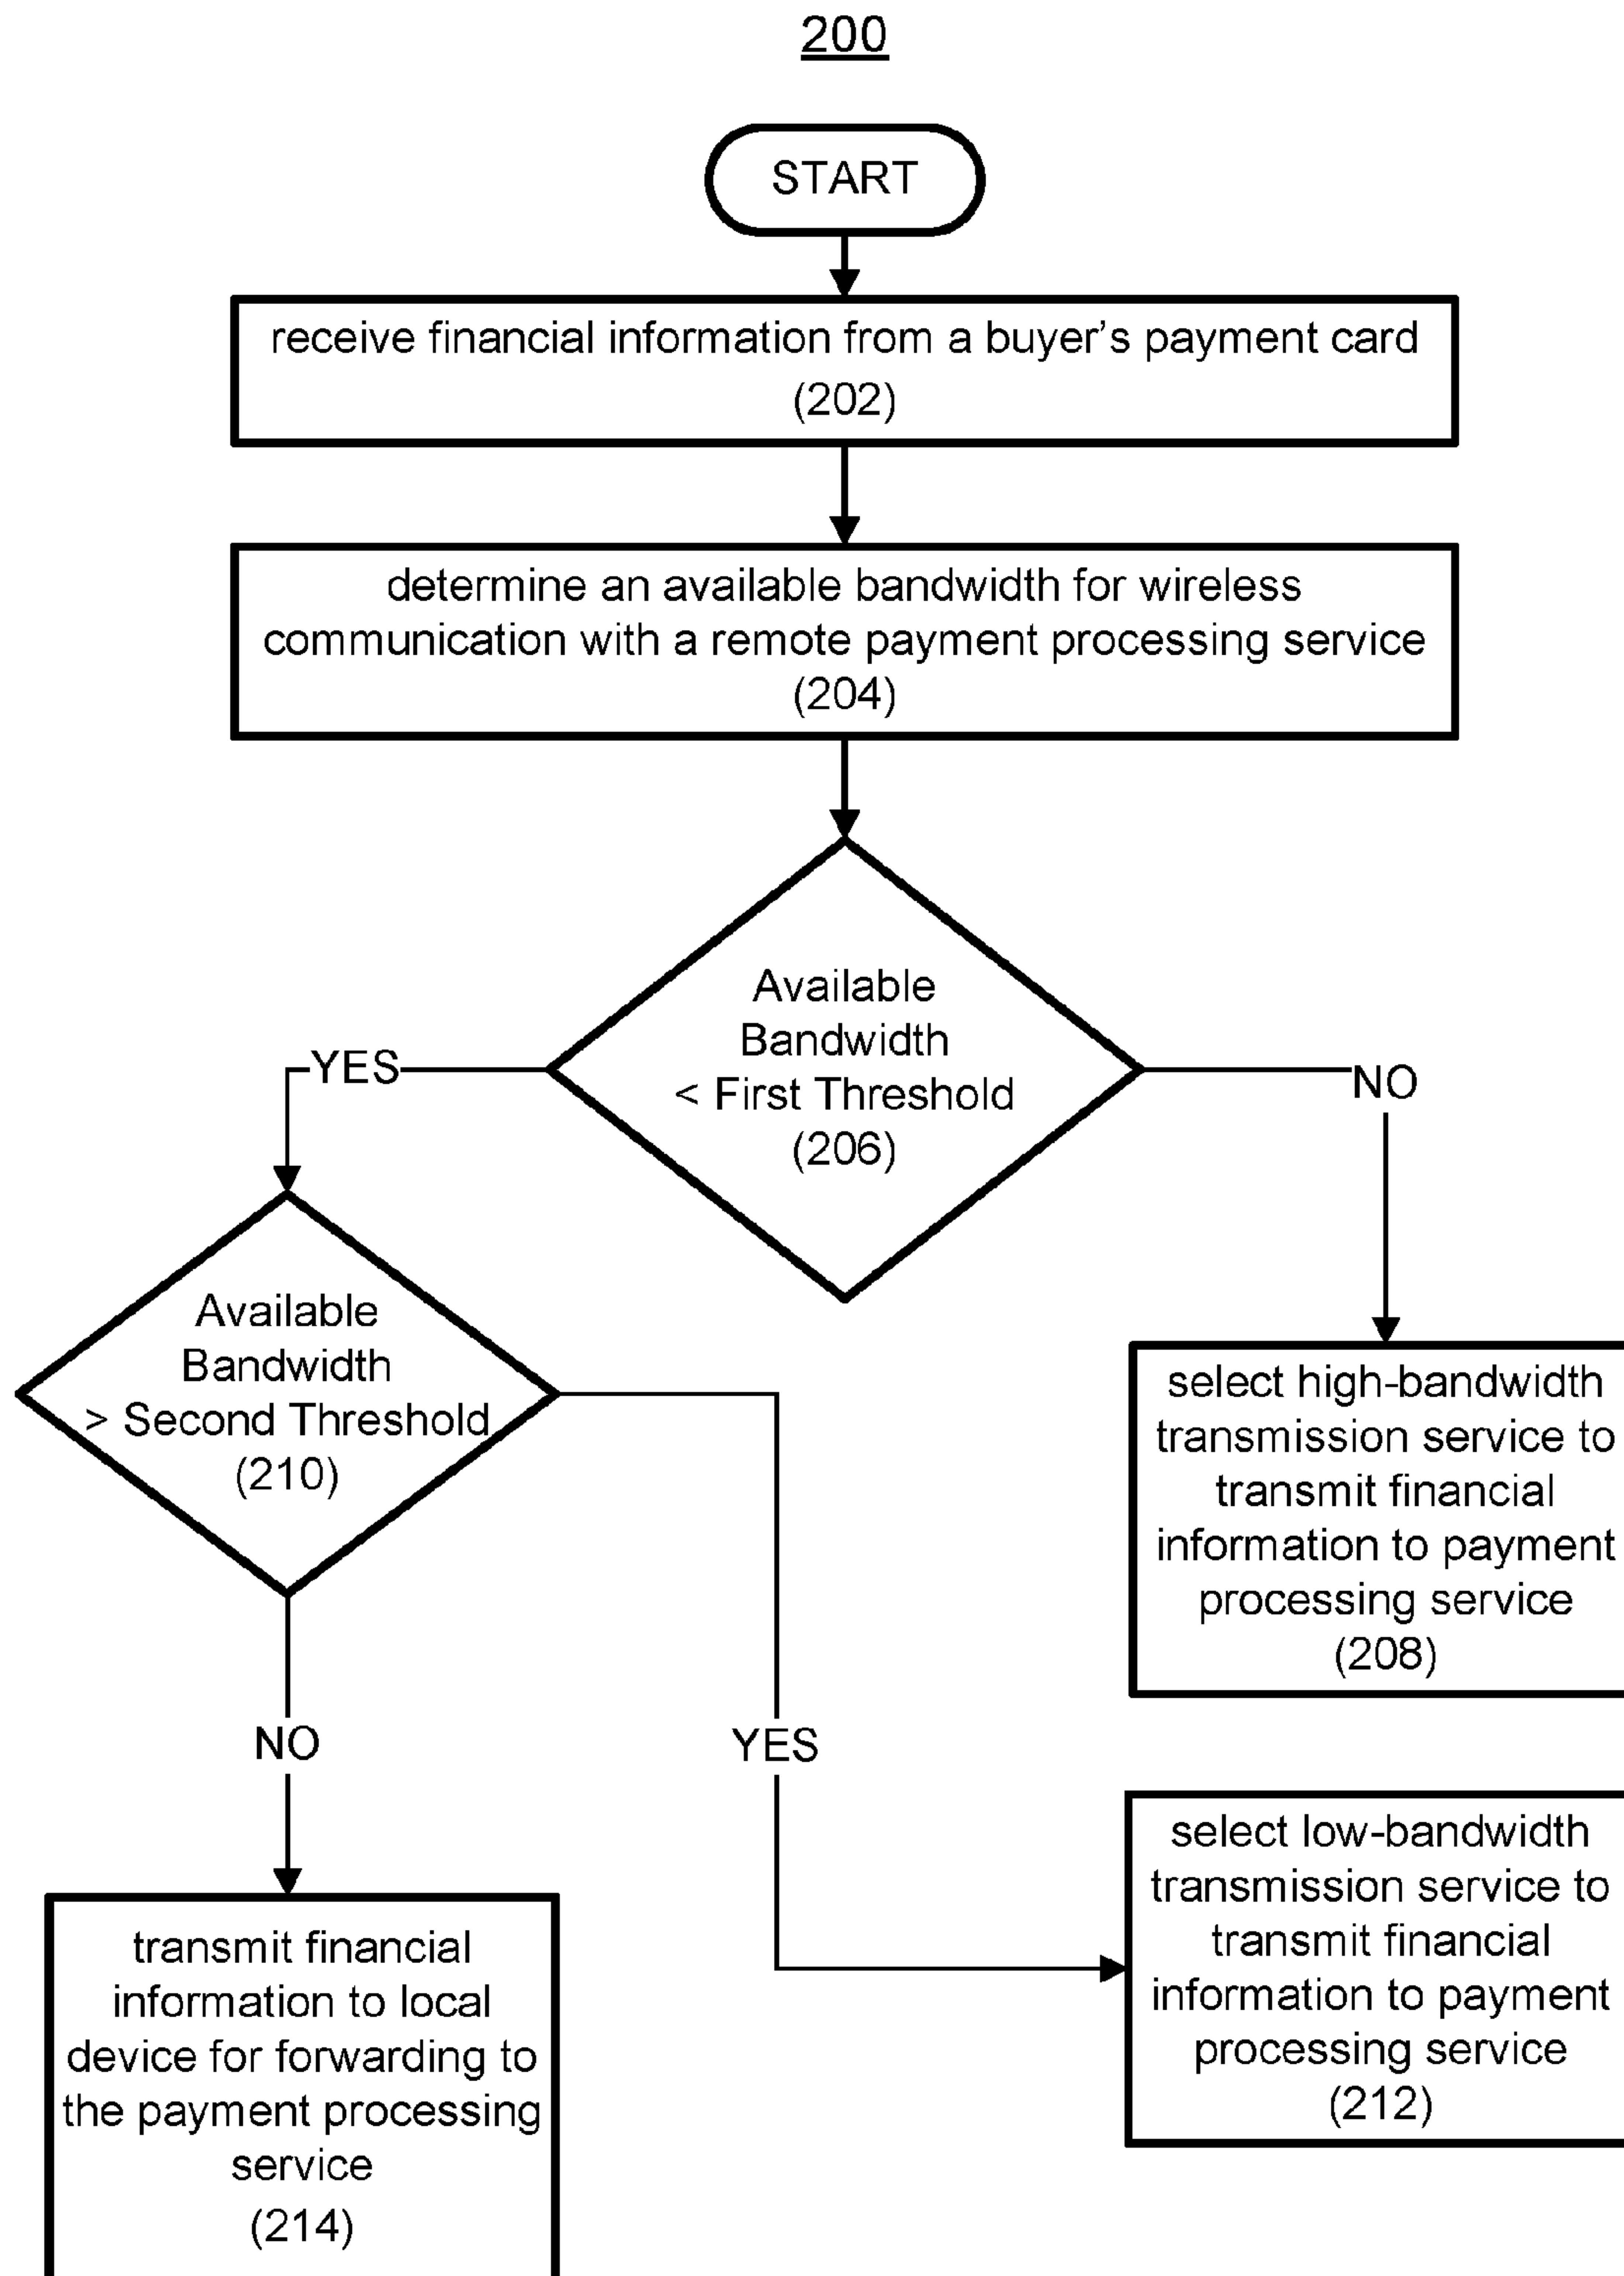 200
START
receive financial information from a buyer's payment card
(202)
determine an available bandwidth for wireless
communication with a remote payment processing service
(204)
Available
Bandwidth
< First Threshold
(206)
YES
NO
Available
Bandwidth
> Second Threshold
(210)
select high-bandwidth
transmission service to
transmit financial
information to payment
processing service
(208)
NO
YES
select low-bandwidth
transmission service to
transmit financial
information to payment
processing service
(212)
transmit financial
information to local
device for forwarding to
the payment processing
service
(214)